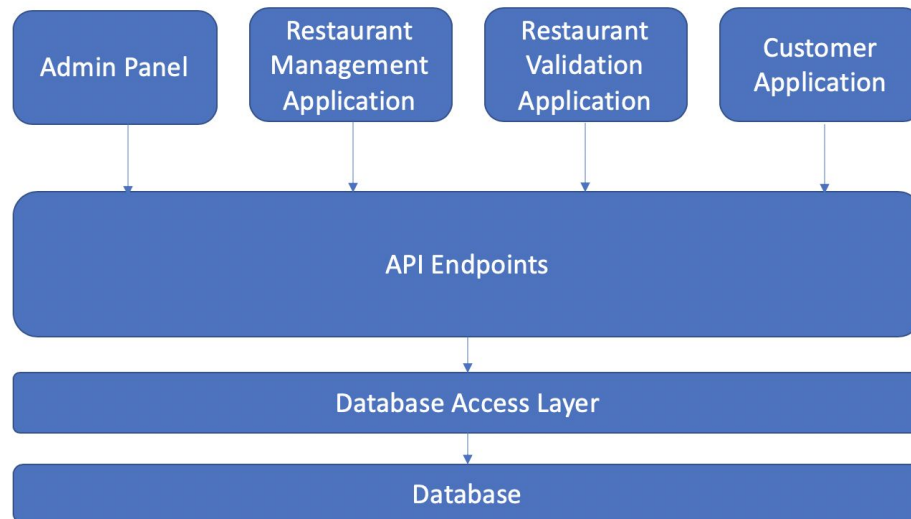 Admin Panel
Restaurant
Management
Application
Restaurant
Validation
Application
Customer
Application
API Endpoints
Database Access Layer
Database